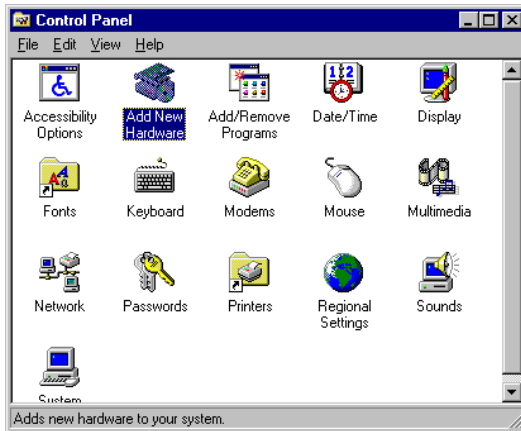 Control Panel
File Edit View Help
Accessibility
Options
Add New
Hardware
Add/Remove
Programs
Date/Time
Display
Fonts
Keyboard
Modems
Mouse
Multimedia
Network
Passwords
Printers
Regional
Settings
Sounds
System
Adds new hardware to your system.